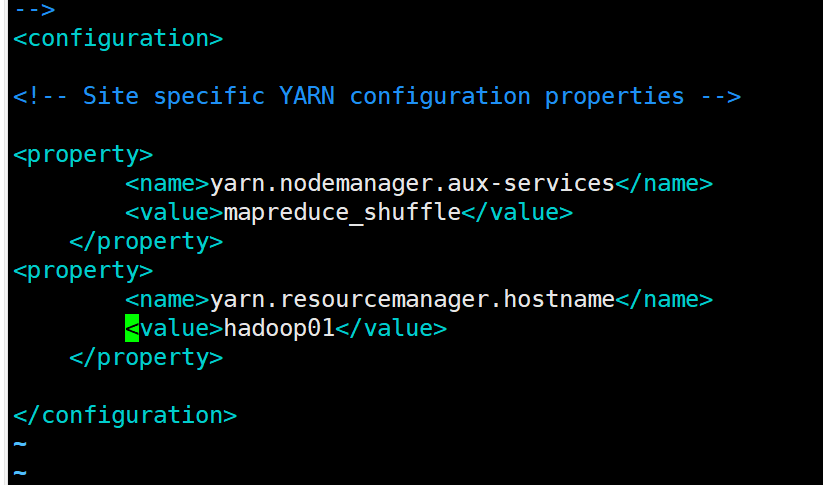 -->
<configuration>
<!-- Site specific YARN configuration properties -->
<property>
        <name>yarn.nodemanager.aux-services</name>
        <value>mapreduce_shuffle</value>
    </property>
<property>
        <name>yarn.resourcemanager.hostname</name>
        <value>hadoop01</value>
    </property>
</configuration>
~
~